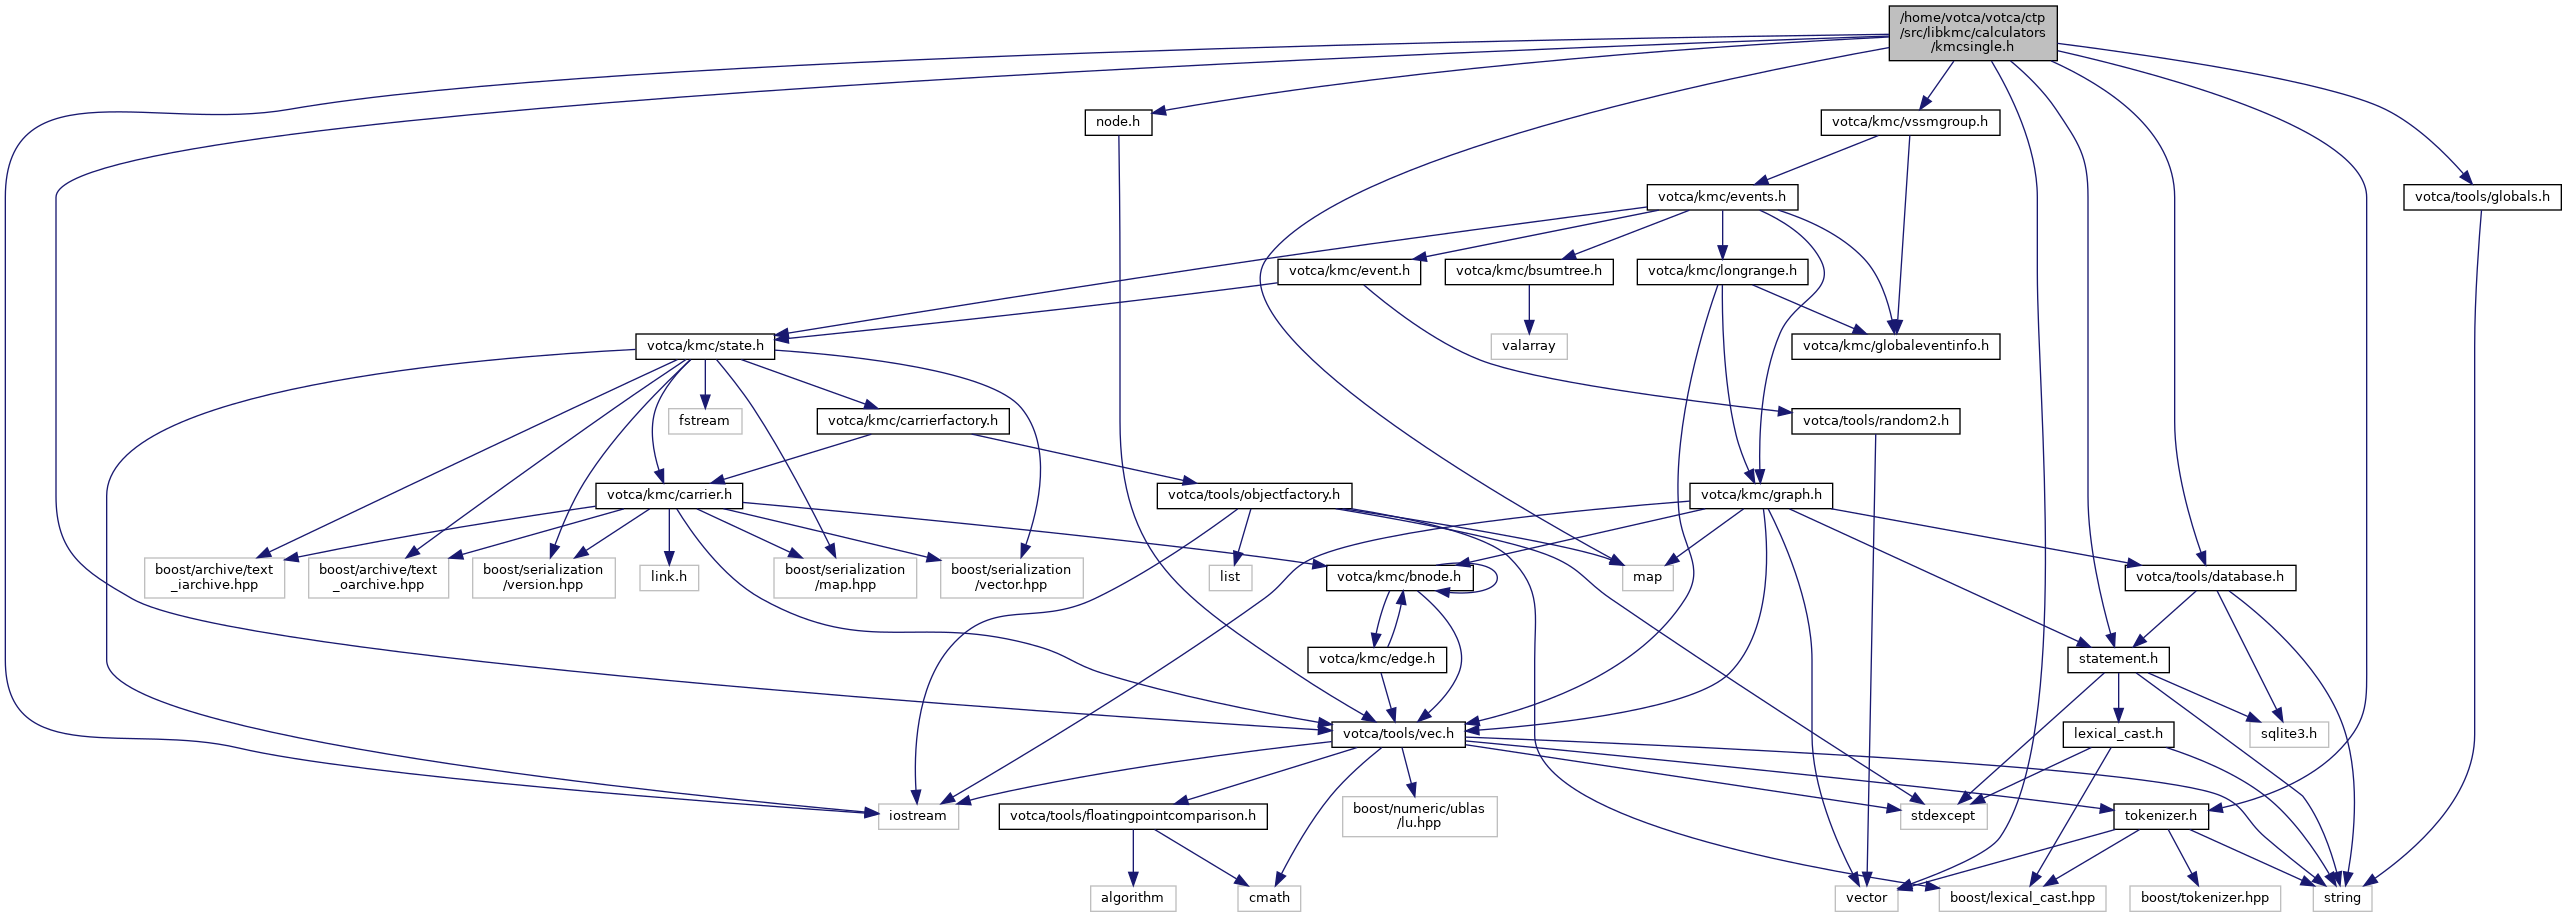 /home/votca/votca/ctp
/src/libkmc/calculators
/kmcsingle.h
node.h
votca/kmc/vssmgroup.h
votca/kmc/events.h
votca/tools/globals.h
votca/kmc/event.h
votca/kmc/bsumtree.h
votca/kmc/longrange.h
votca/kmc/state.h
valarray
votca/kmc/globaleventinfo.h
fstream
votca/kmc/carrierfactory.h
votca/tools/random2.h
votca/kmc/carrier.h
votca/tools/objectfactory.h
votca/kmc/graph.h
boost/archive/text
_iarchive.hpp
boost/archive/text
_oarchive.hpp
boost/serialization
/version.hpp
link.h
boost/serialization
/map.hpp
boost/serialization
/vector.hpp
list
votca/kmc/bnode.h
map
votca/tools/database.h
votca/kmc/edge.h
statement.h
votca/tools/vec.h
lexical_cast.h
sqlite3.h
iostream
votca/tools/floatingpointcomparison.h
boost/numeric/ublas
/lu.hpp
stdexcept
tokenizer.h
algorithm
cmath
vector
boost/lexical_cast.hpp
boost/tokenizer.hpp
string